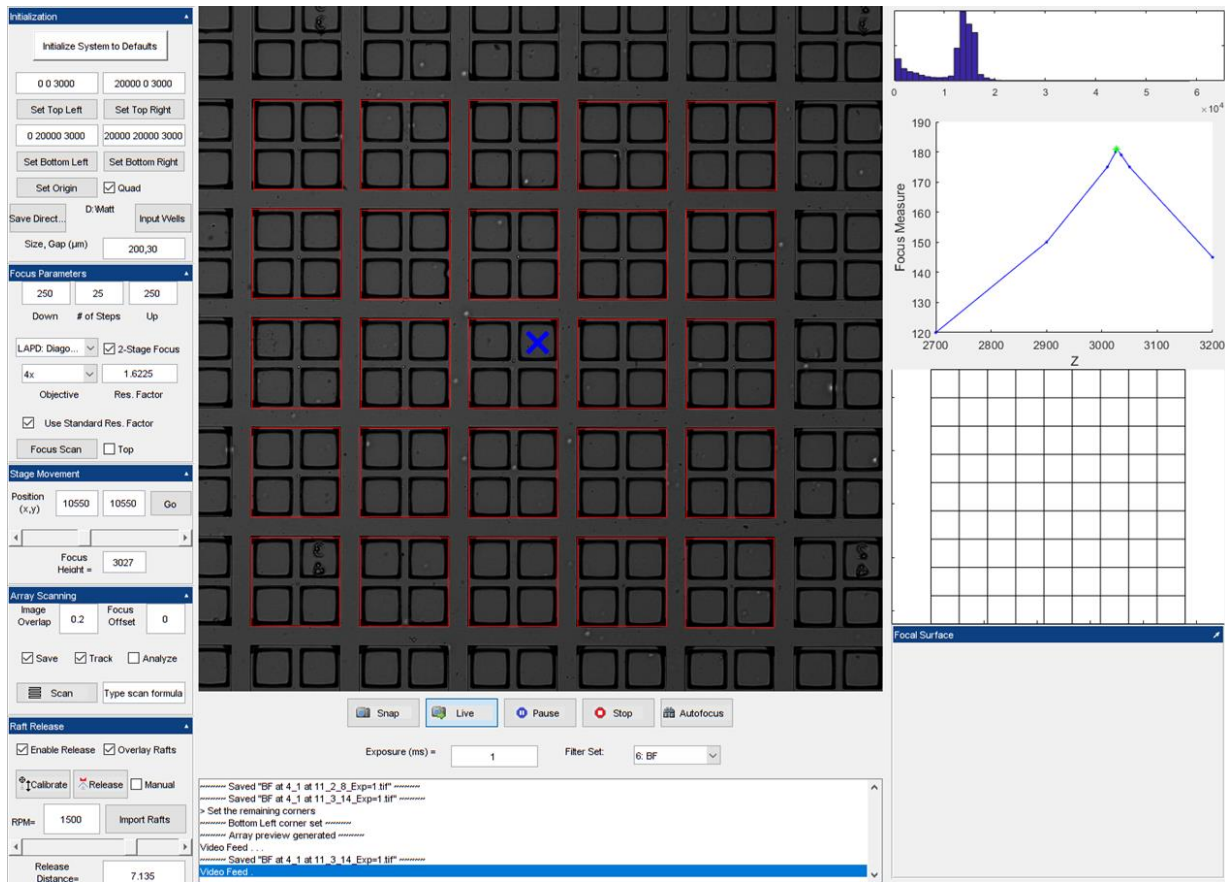 Initialization
Initialize System to Defaults
0 0 3000 20000 0 3000
Set Top Left Set Top Right
0 20000 3000 20000 20000 3000
Set Bottom Left Set Bottom Right
Set Origin Quad
Save Direct... D:\Matt Input Wells
Size, Gap (µm) 200,30
Focus Parameters
250 25 250
Down # of Steps Up
LAPD: Diago... 2-Stage Focus
4x 1.6225
Objective Res. Factor
Use Standard Res. Factor
Focus Scan Top
Stage Movement
Position (x,y) 10550 10550 Go
Focus Height = 3027
Array Scanning
Image Overlap 0.2 Focus Offset 0
Save Track Analyze
Scan Type scan formula
Raft Release
Enable Release Overlay Rafts
Calibrate Release Manual
RPM= 1500 Import Rafts
Release Distance= 7.135
Snap Live Pause Stop Autofocus
Exposure (ms) = 1 Filter Set: 6: BF
~~~~~ Saved "BF at 4_1 at 11_2_8_Exp=1.tif" ~~~~~
~~~~~ Saved "BF at 4_1 at 11_3_14_Exp=1.tif" ~~~~~
> Set the remaining corners
~~~~~ Bottom Left corner set ~~~~~
~~~~~ Array preview generated ~~~~~
Video Feed . . .
~~~~~ Saved "BF at 4_1 at 11_3_14_Exp=1.tif" ~~~~~
Video Feed .
0 1 2 3 4 5 6
× 10⁴
190
180
170
160
150
140
130
120
Focus Measure
2700 2800 2900 3000 3100 3200
Z
Focal Surface